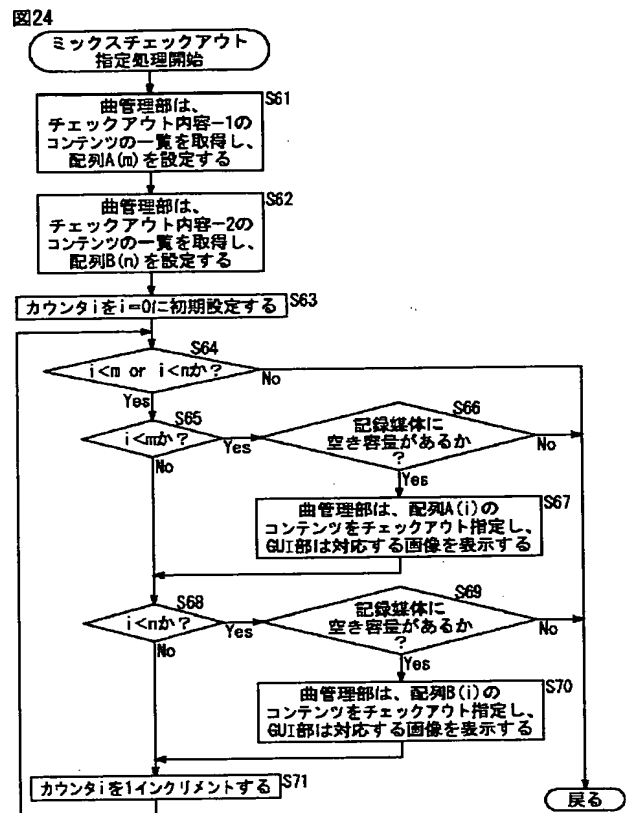 図24
ミックスチェックアウト
指定処理開始
S61
曲管理部は、
チェックアウト内容-1の
コンテンツの一覧を取得し、
配列A(m)を設定する
S62
曲管理部は、
チェックアウト内容-2の
コンテンツの一覧を取得し、
配列B(n)を設定する
カウンタiをi=0に初期設定する
S63
S64
i<m or i<nか?
No
Yes
S65
i<mか?
Yes
No
S66
記録媒体に
空き容量があるか
?
No
Yes
S67
曲管理部は、配列A(i)の
コンテンツをチェックアウト指定し、
GUI部は対応する画像を表示する
S68
i<nか?
Yes
No
S69
記録媒体に
空き容量があるか
?
No
Yes
S70
曲管理部は、配列B(i)の
コンテンツをチェックアウト指定し、
GUI部は対応する画像を表示する
カウンタiを1インクリメントする
S71
戻る